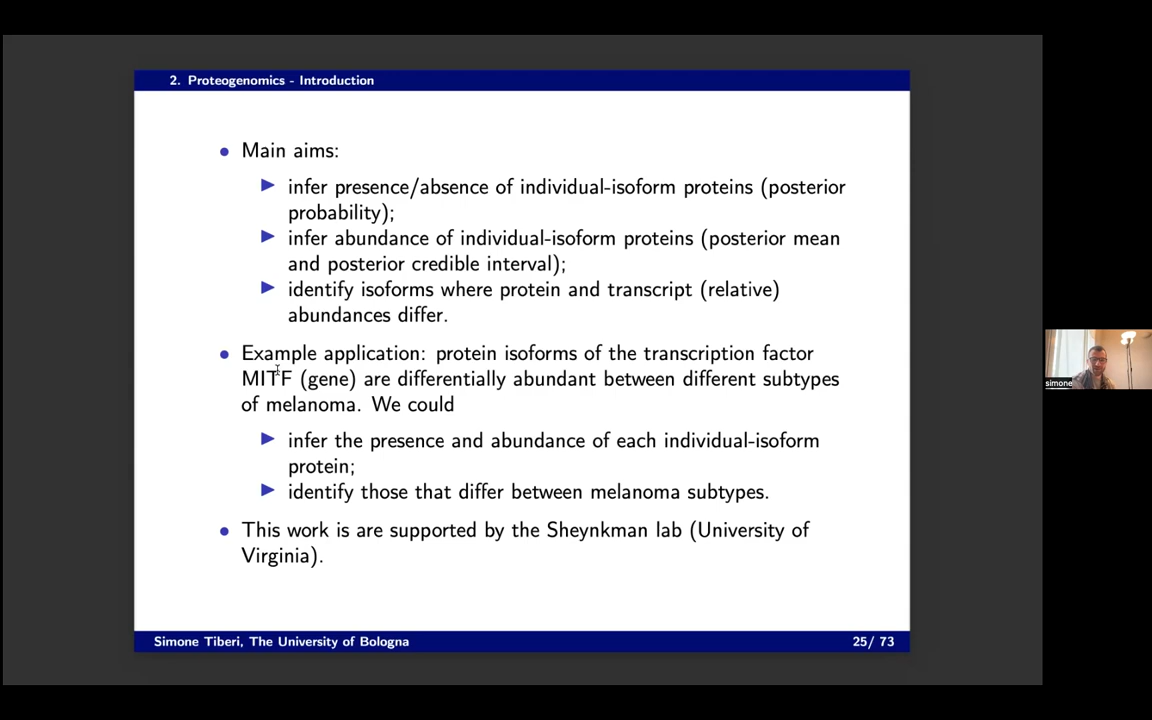 2. Proteogenomics - Introduction
Main aims:
infer presence/absence of individual-isoform proteins (posterior
probability);
infer abundance of individual-isoform proteins (posterior mean
and posterior credible interval);
identify isoforms where protein and transcript (relative)
abundances differ.
Example application: protein isoforms of the transcription factor
MITF (gene) are differentially abundant between different subtypes
of melanoma. We could
infer the presence and abundance of each individual-isoform
protein;
identify those that differ between melanoma subtypes.
This work is are supported by the Sheynkman lab (University of
Virginia).
Simone Tiberi, The University of Bologna
25/ 73
simone